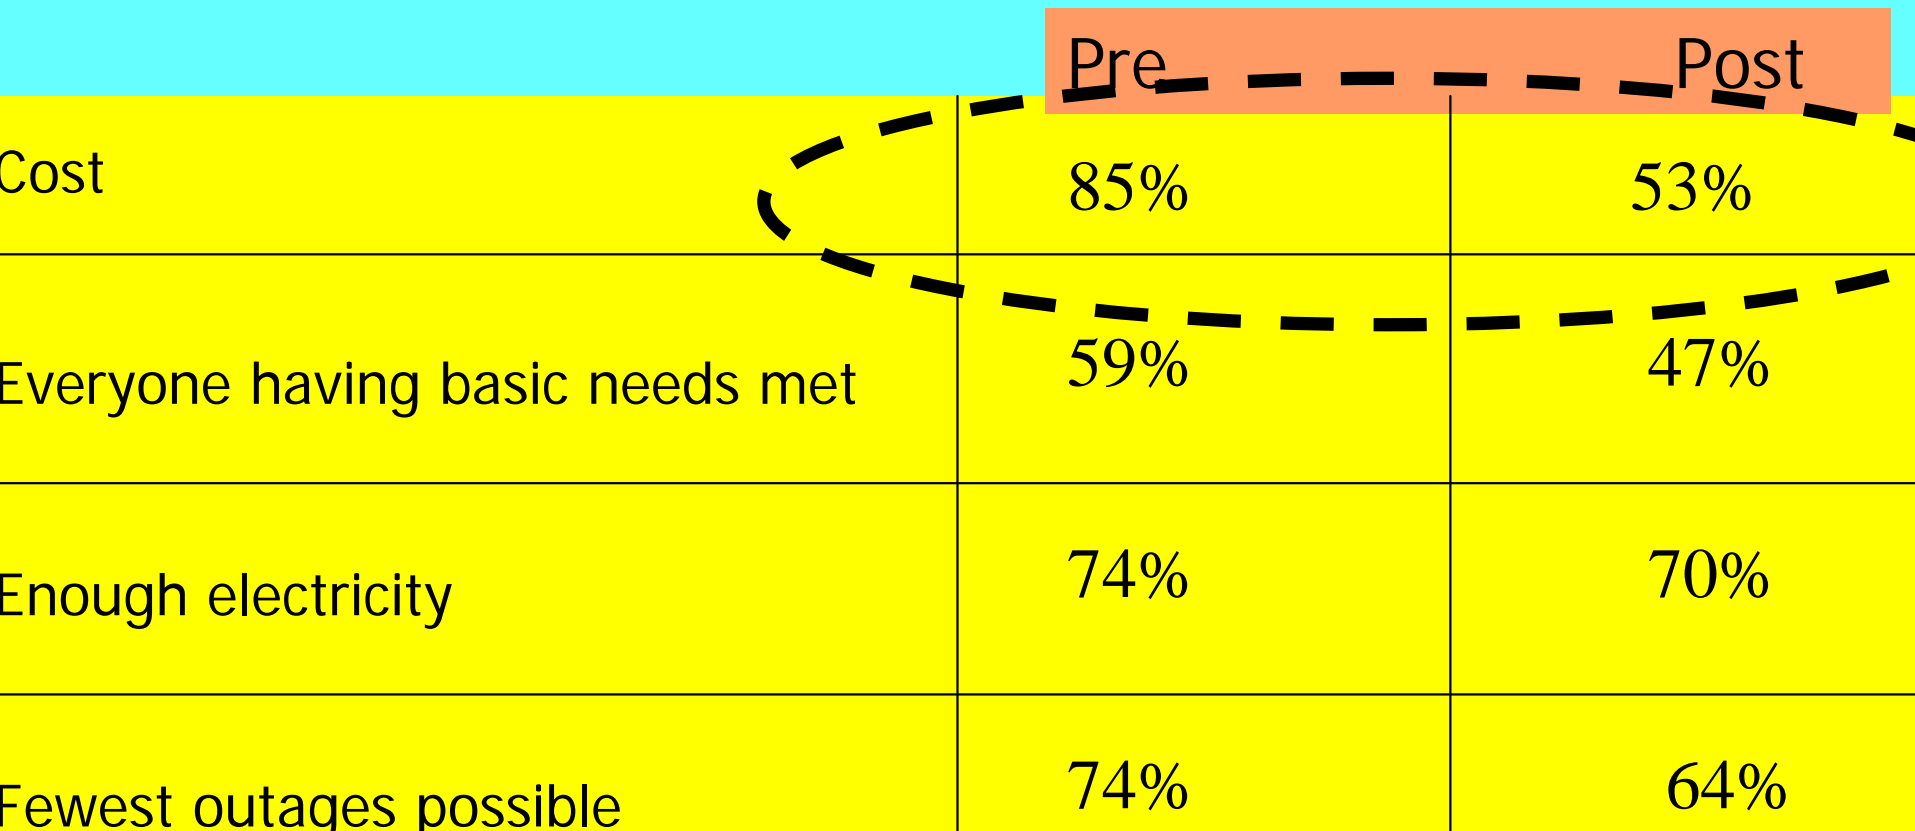 Pre Post
Cost 85% 53%
Everyone having basic needs met 59% 47%
Enough electricity 74% 70%
Fewest outages possible 74% 64%